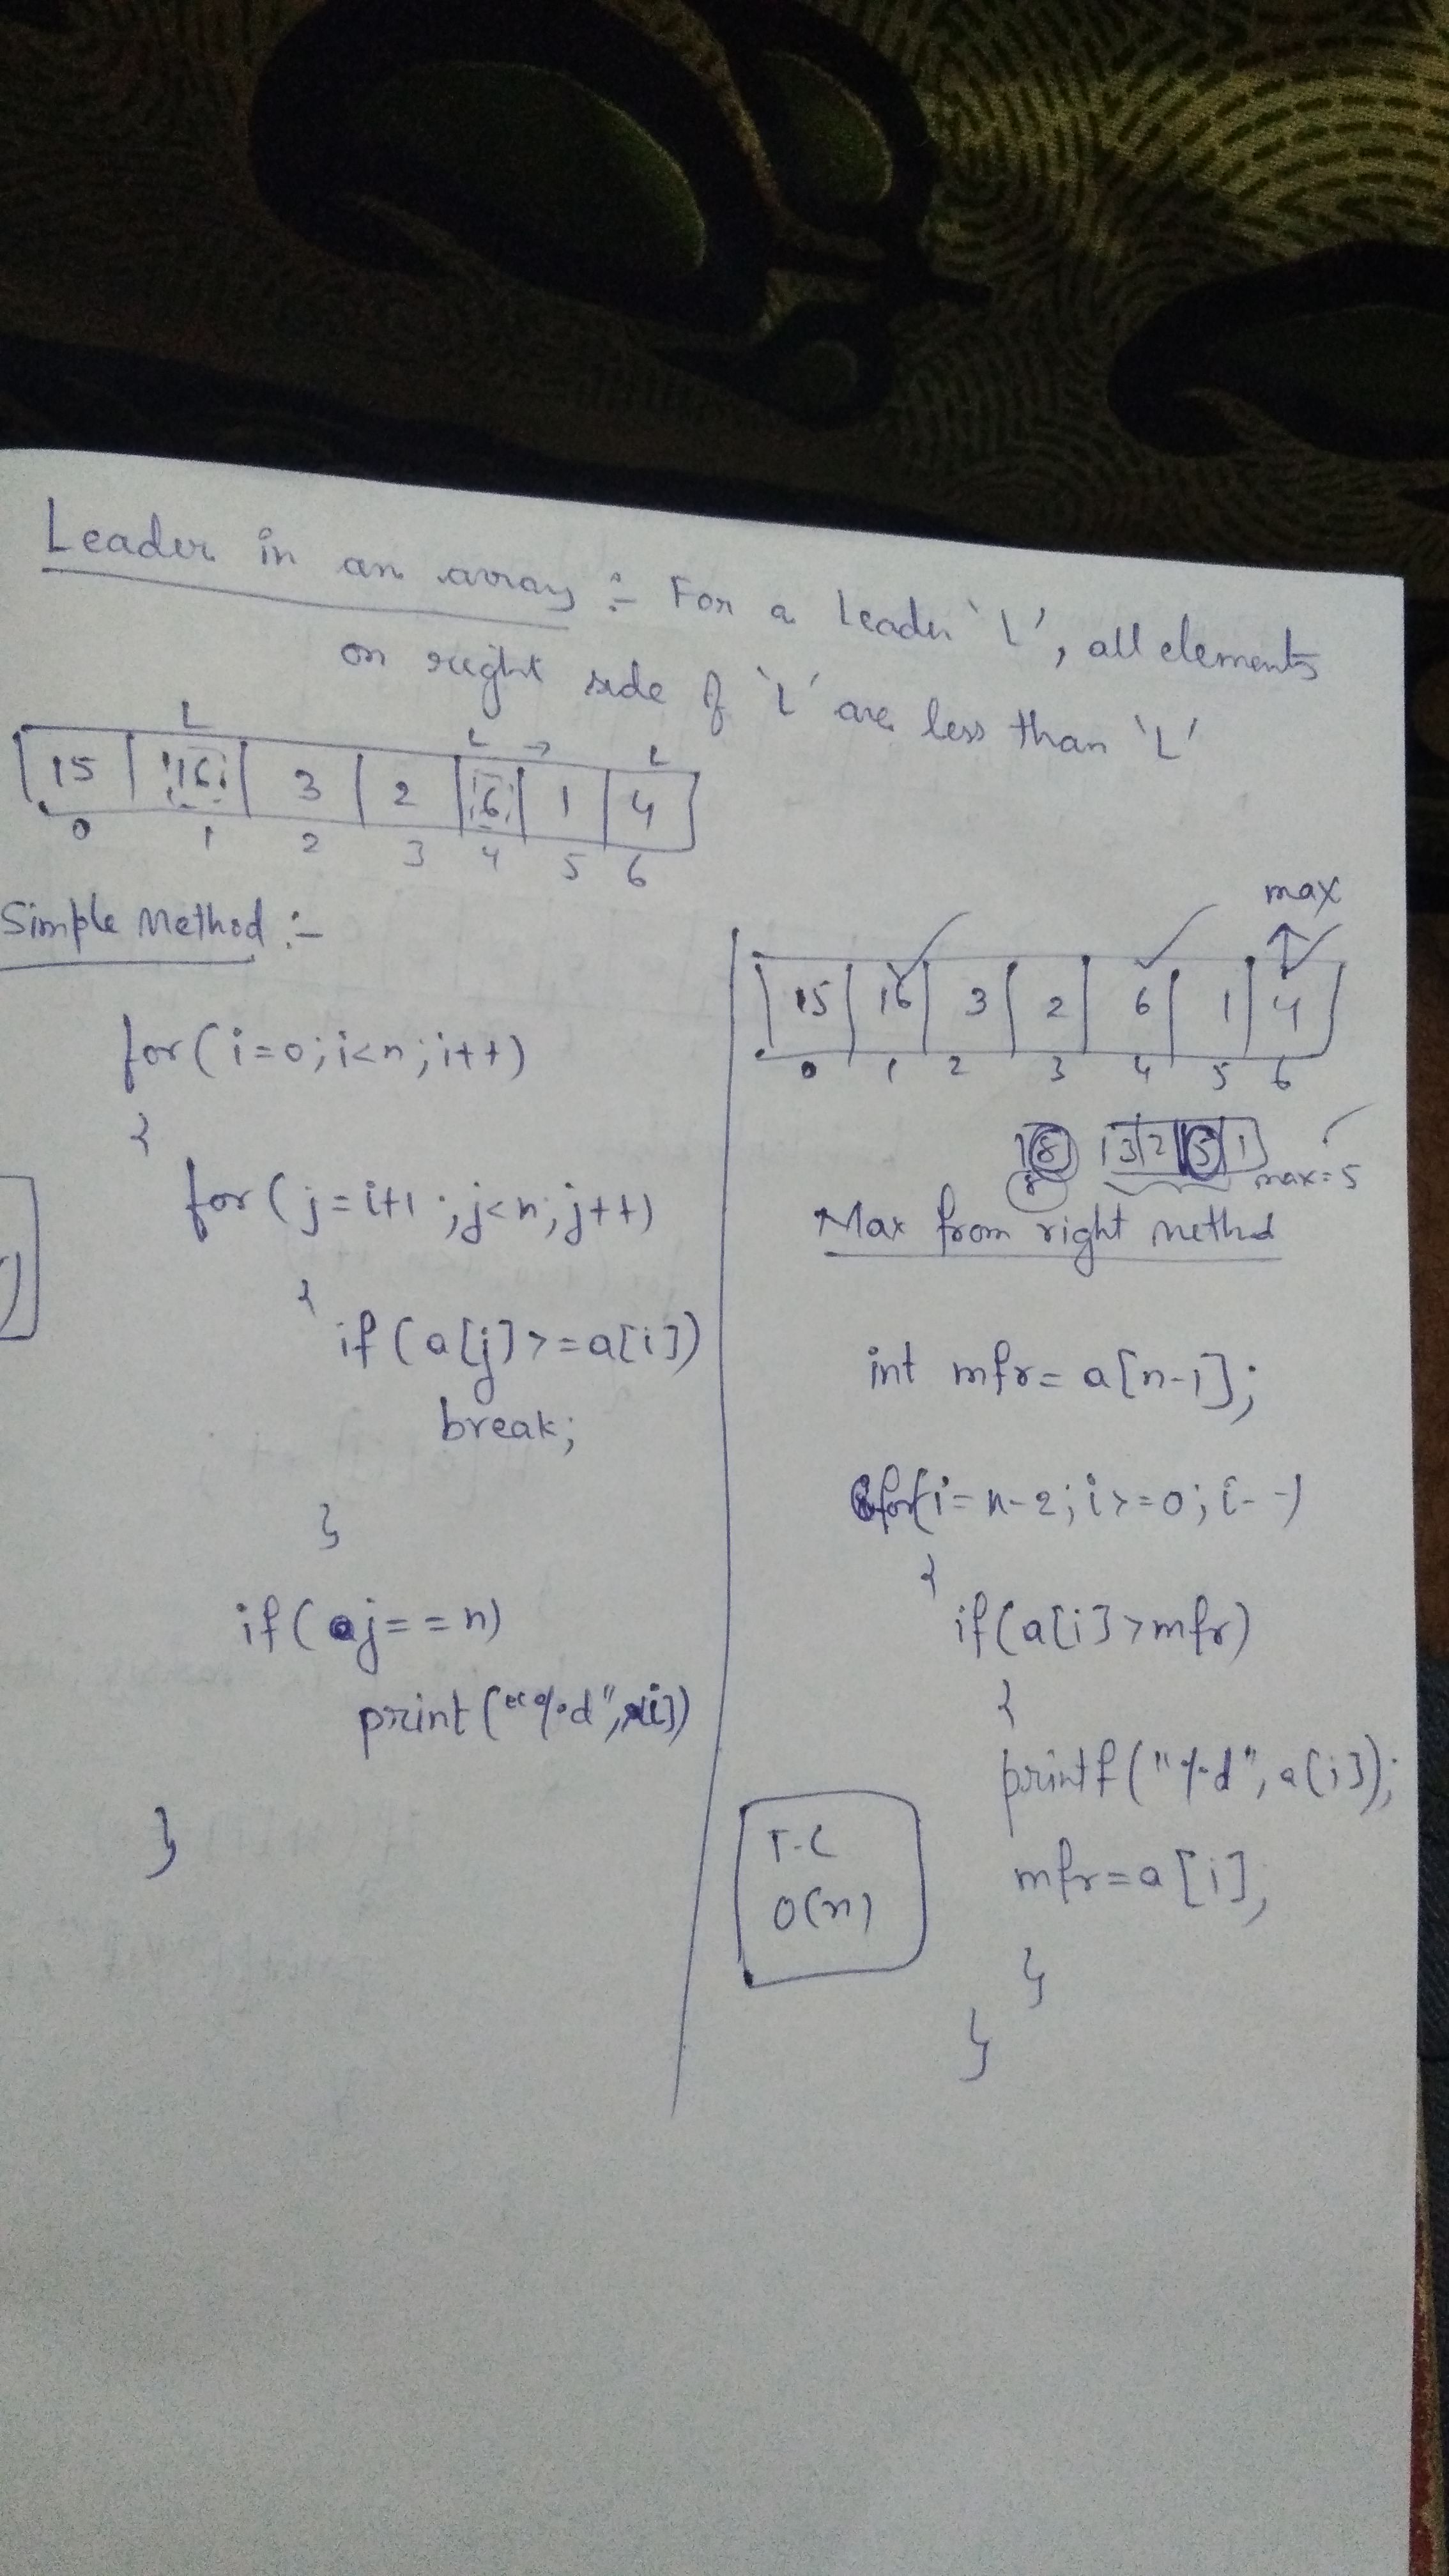 Leader in an array :- For a Leader 'L', all elements
on right side of 'L' are less than 'L'
L L → L
15 16 3 2 6 1 4
0 1 2 3 4 5 6
Simple Method :-
for(i=0;i<n;i++)
{
for(j=i+1;j<n;j++)
{
if(a[j]>=a[i])
break;
}
if(j==n)
print("%d",
}
max
15 16 3 2 6 1 4
0 1 2 3 4 5 6
8 3 2 5 1
max=5
Max from right method
int mfr=a[n-1];
for(i=n-2;i>=0;i--)
{
if(a[i]>mfr)
{
printf("%d",a[i]);
mfr=a[i];
}
}
T.C
O(n)